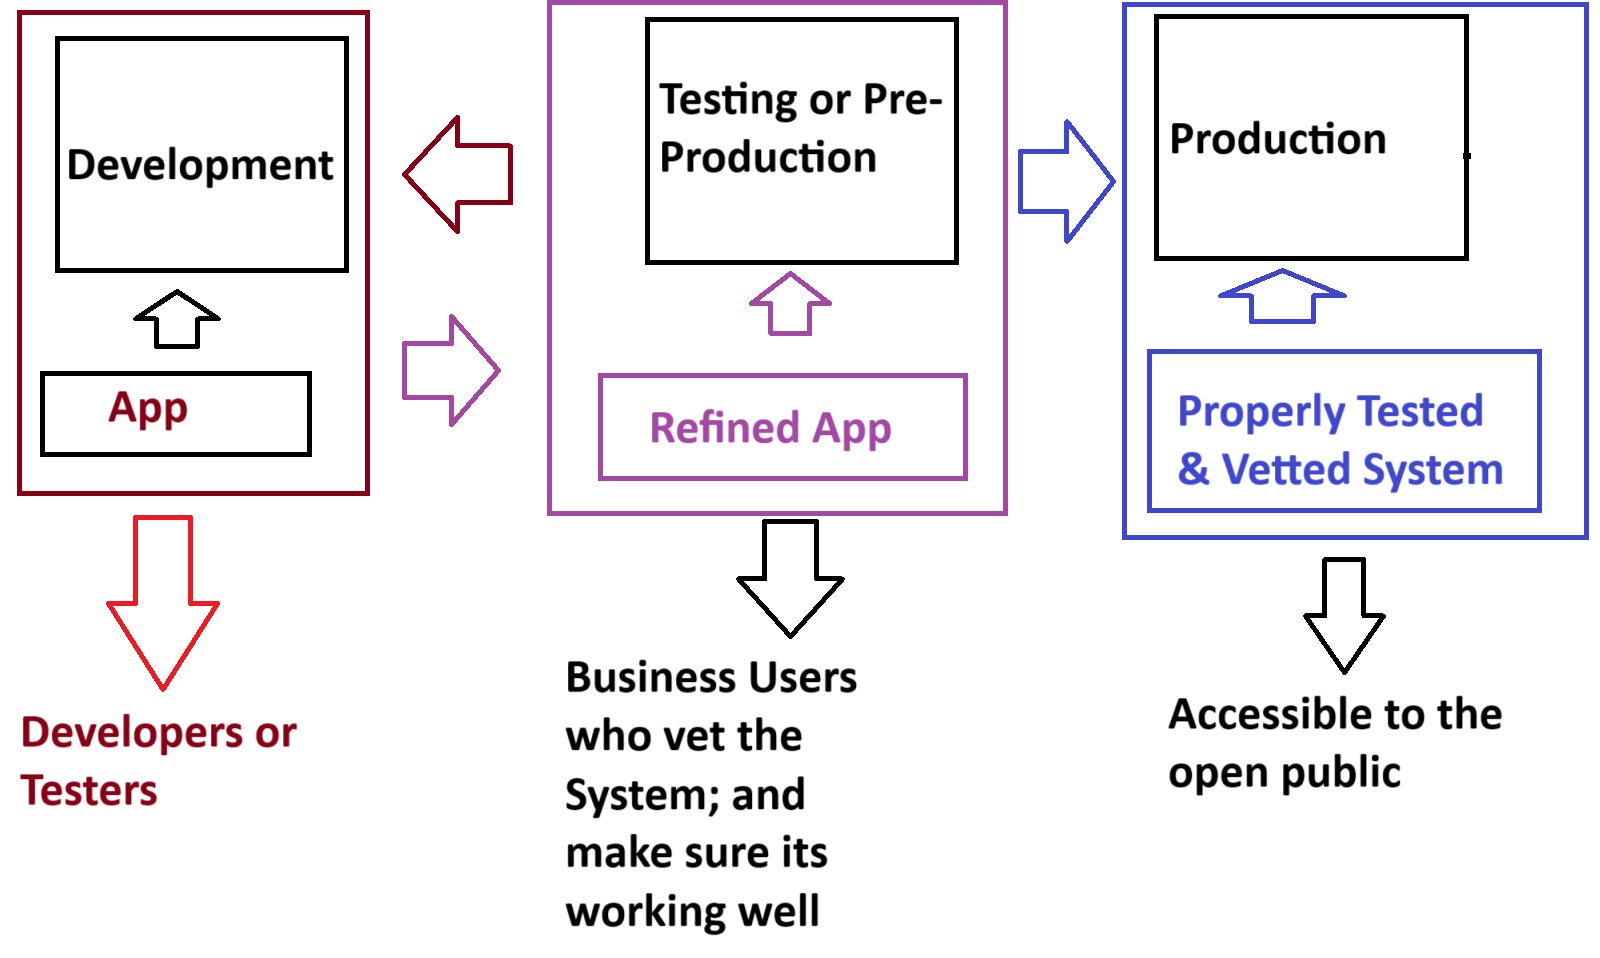 Development
App
Developers or
Testers
Testing or Pre-
Production
Refined App
Business Users
who vet the
System; and
make sure its
working well
Production
Properly Tested
& Vetted System
Accessible to the
open public